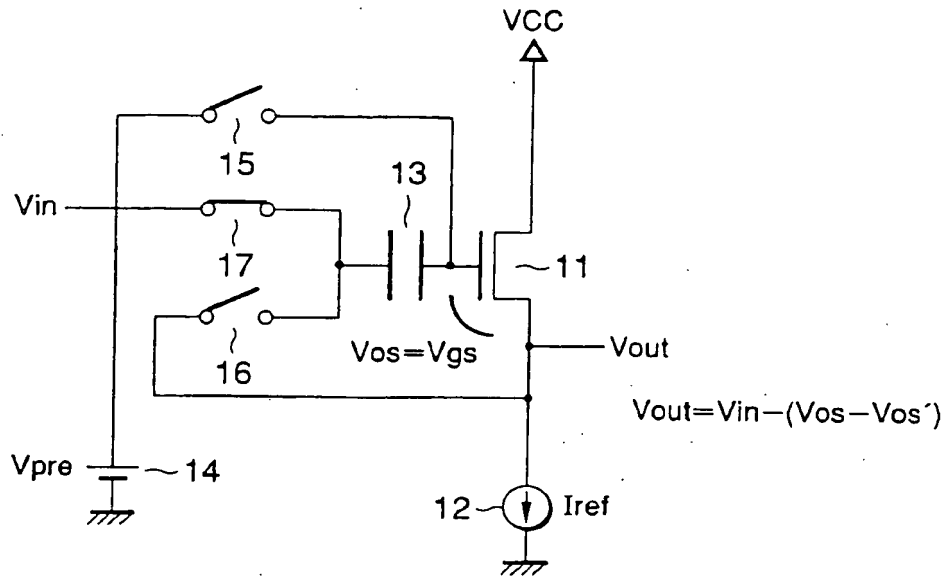 VCC
15
13
Vin
17
11
16
Vos=Vgs
Vout
Vout=Vin−(Vos−Vos´)
Vpre
14
12
Iref